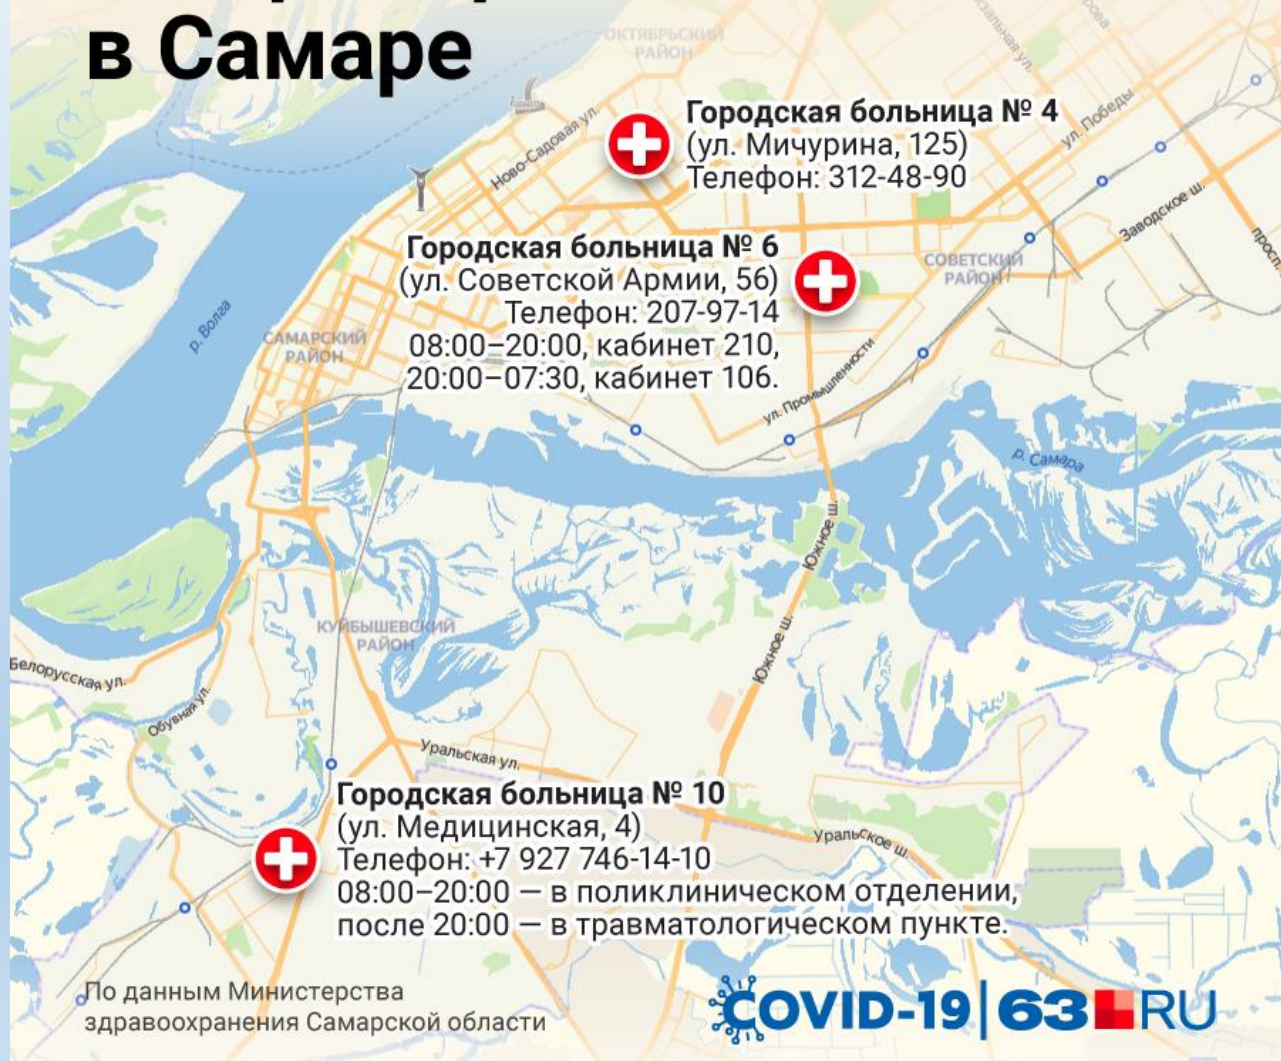 в Самаре
ОКТЯБРЬСКИЙ
РАЙОН
ул. Победы
Ново-Садовая ул.
Городская больница № 4
(ул. Мичурина, 125)
Телефон: 312-48-90
Заводское ш.
просп.
Городская больница № 6
(ул. Советской Армии, 56)
Телефон: 207-97-14
08:00–20:00, кабинет 210,
20:00–07:30, кабинет 106.
СОВЕТСКИЙ
РАЙОН
р. Волга
САМАРСКИЙ
РАЙОН
ул. Промышленности
р. Самара
Южное ш.
КУЙБЫШЕВСКИЙ
РАЙОН
Южное ш.
Белорусская ул.
Обувная ул.
Уральская ул.
Городская больница № 10
(ул. Медицинская, 4)
Телефон: +7 927 746-14-10
08:00–20:00 — в поликлиническом отделении,
после 20:00 — в травматологическом пункте.
Уральское ш.
По данным Министерства
здравоохранения Самарской области
COVID-19|63.RU